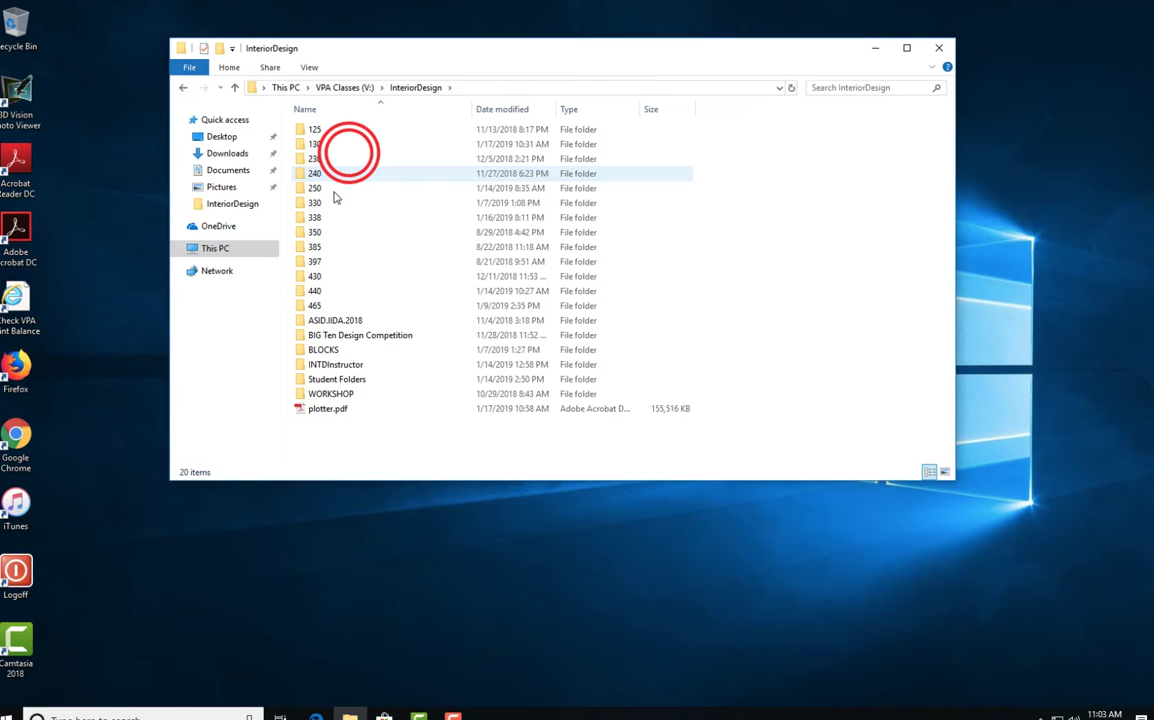 InteriorDesign
File Home Share View
This PC > VPA Classes (V:) > InteriorDesign >
Search InteriorDesign
Name Date modified Type Size
Quick access
Desktop
Downloads
Documents
Pictures
InteriorDesign
OneDrive
This PC
Network
125 11/13/2018 8:17 PM File folder
130 1/17/2019 10:31 AM File folder
230 12/5/2018 2:21 PM File folder
240 11/27/2018 6:23 PM File folder
250 1/14/2019 8:35 AM File folder
330 1/7/2019 1:08 PM File folder
338 1/16/2019 8:11 PM File folder
350 8/29/2018 4:42 PM File folder
385 8/22/2018 11:18 AM File folder
397 8/21/2018 9:51 AM File folder
430 12/11/2018 11:53 ... File folder
440 1/14/2019 10:27 AM File folder
465 1/9/2019 2:35 PM File folder
ASID.IIDA.2018 11/4/2018 3:18 PM File folder
BIG Ten Design Competition 11/28/2018 11:52 ... File folder
BLOCKS 1/7/2019 1:27 PM File folder
INTDInstructor 1/14/2019 12:58 PM File folder
Student Folders 1/14/2019 2:50 PM File folder
WORKSHOP 10/29/2018 8:43 AM File folder
plotter.pdf 1/17/2019 10:58 AM Adobe Acrobat D... 155,516 KB
20 items
ecycle Bin
3D Vision
hoto Viewer
Acrobat
Reader DC
Adobe
crobat DC
Check VPA
int Balance
Firefox
Google
Chrome
iTunes
Logoff
Camtasia
2018
Type here to search
11:03 AM